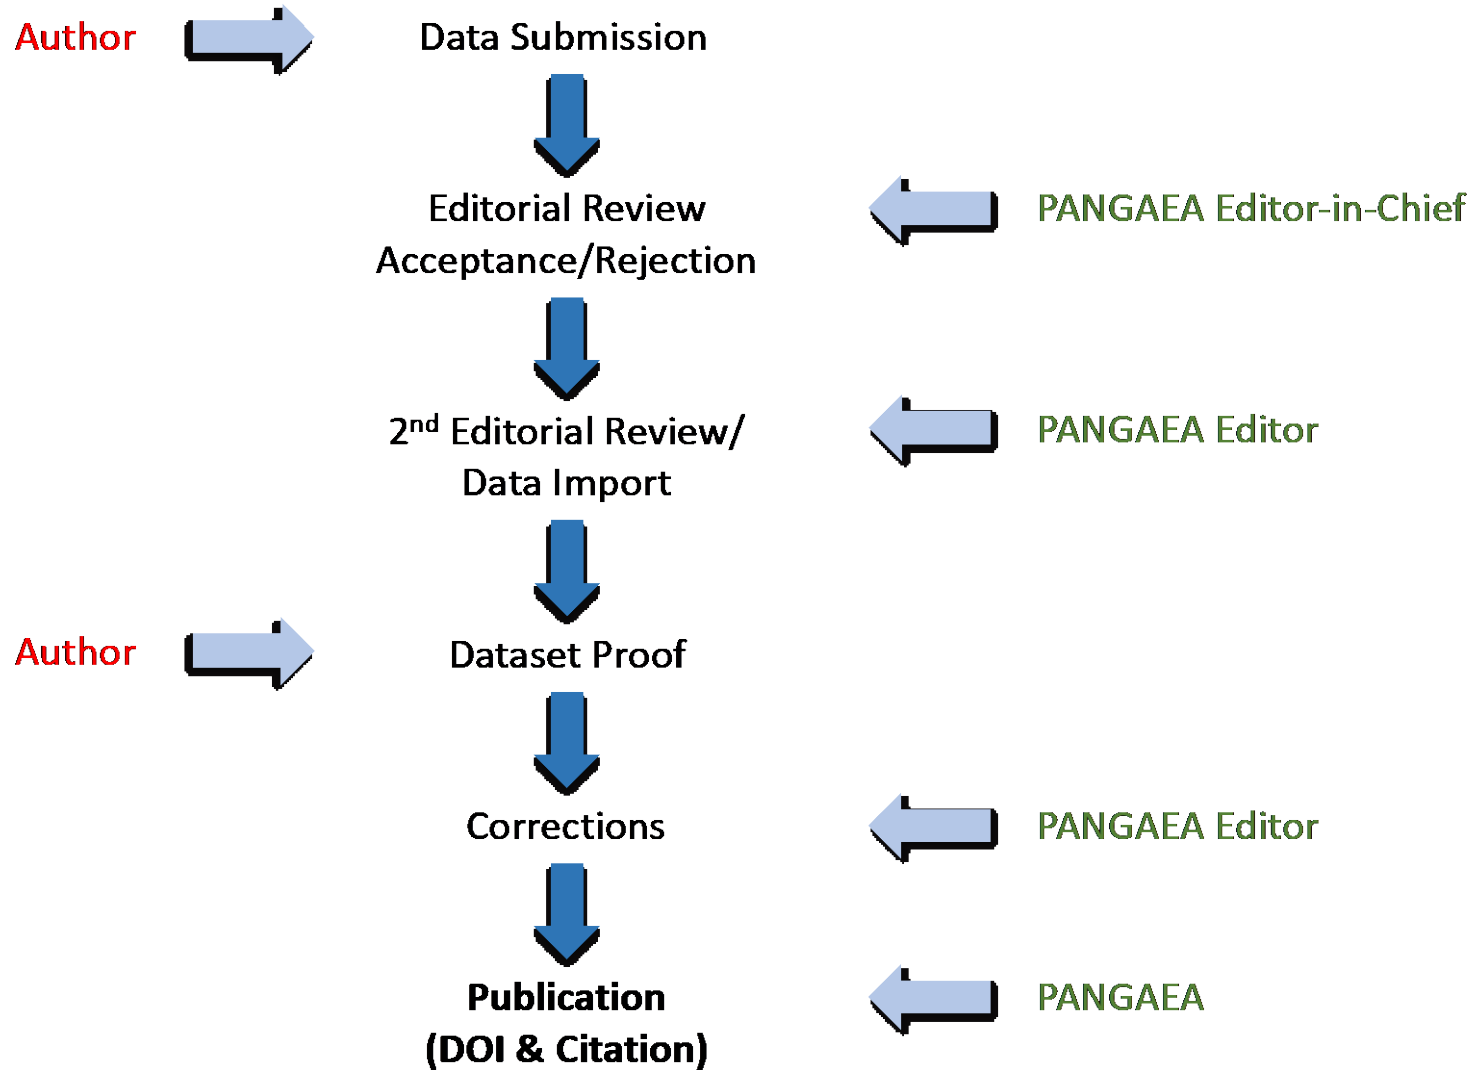 Author Data Submission
Editorial Review PANGAEA Editor-in-Chief
Acceptance/Rejection
2nd Editorial Review/ PANGAEA Editor
Data Import
Author Dataset Proof
Corrections PANGAEA Editor
Publication PANGAEA
(DOI & Citation)